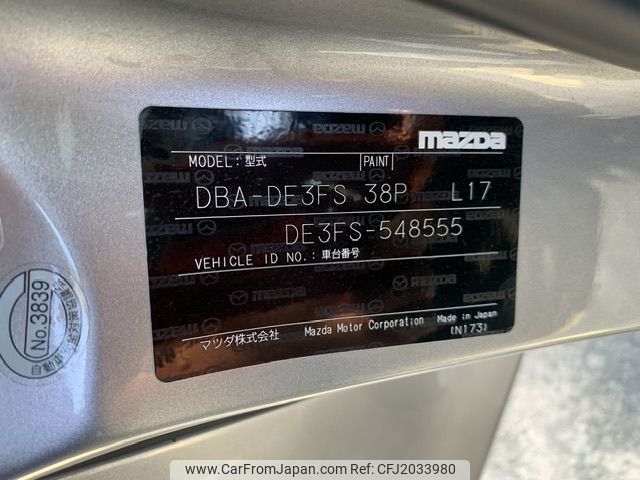 mazda
MODEL: 型式 PAINT
DBA-DE3FS 38P L17
DE3FS-548555
VEHICLE ID NO.: 車台番号
マツダ株式会社 Mazda Motor Corporation Made in Japan
(N173)
No.3839
www.CarFromJapan.com | CFJ2033980